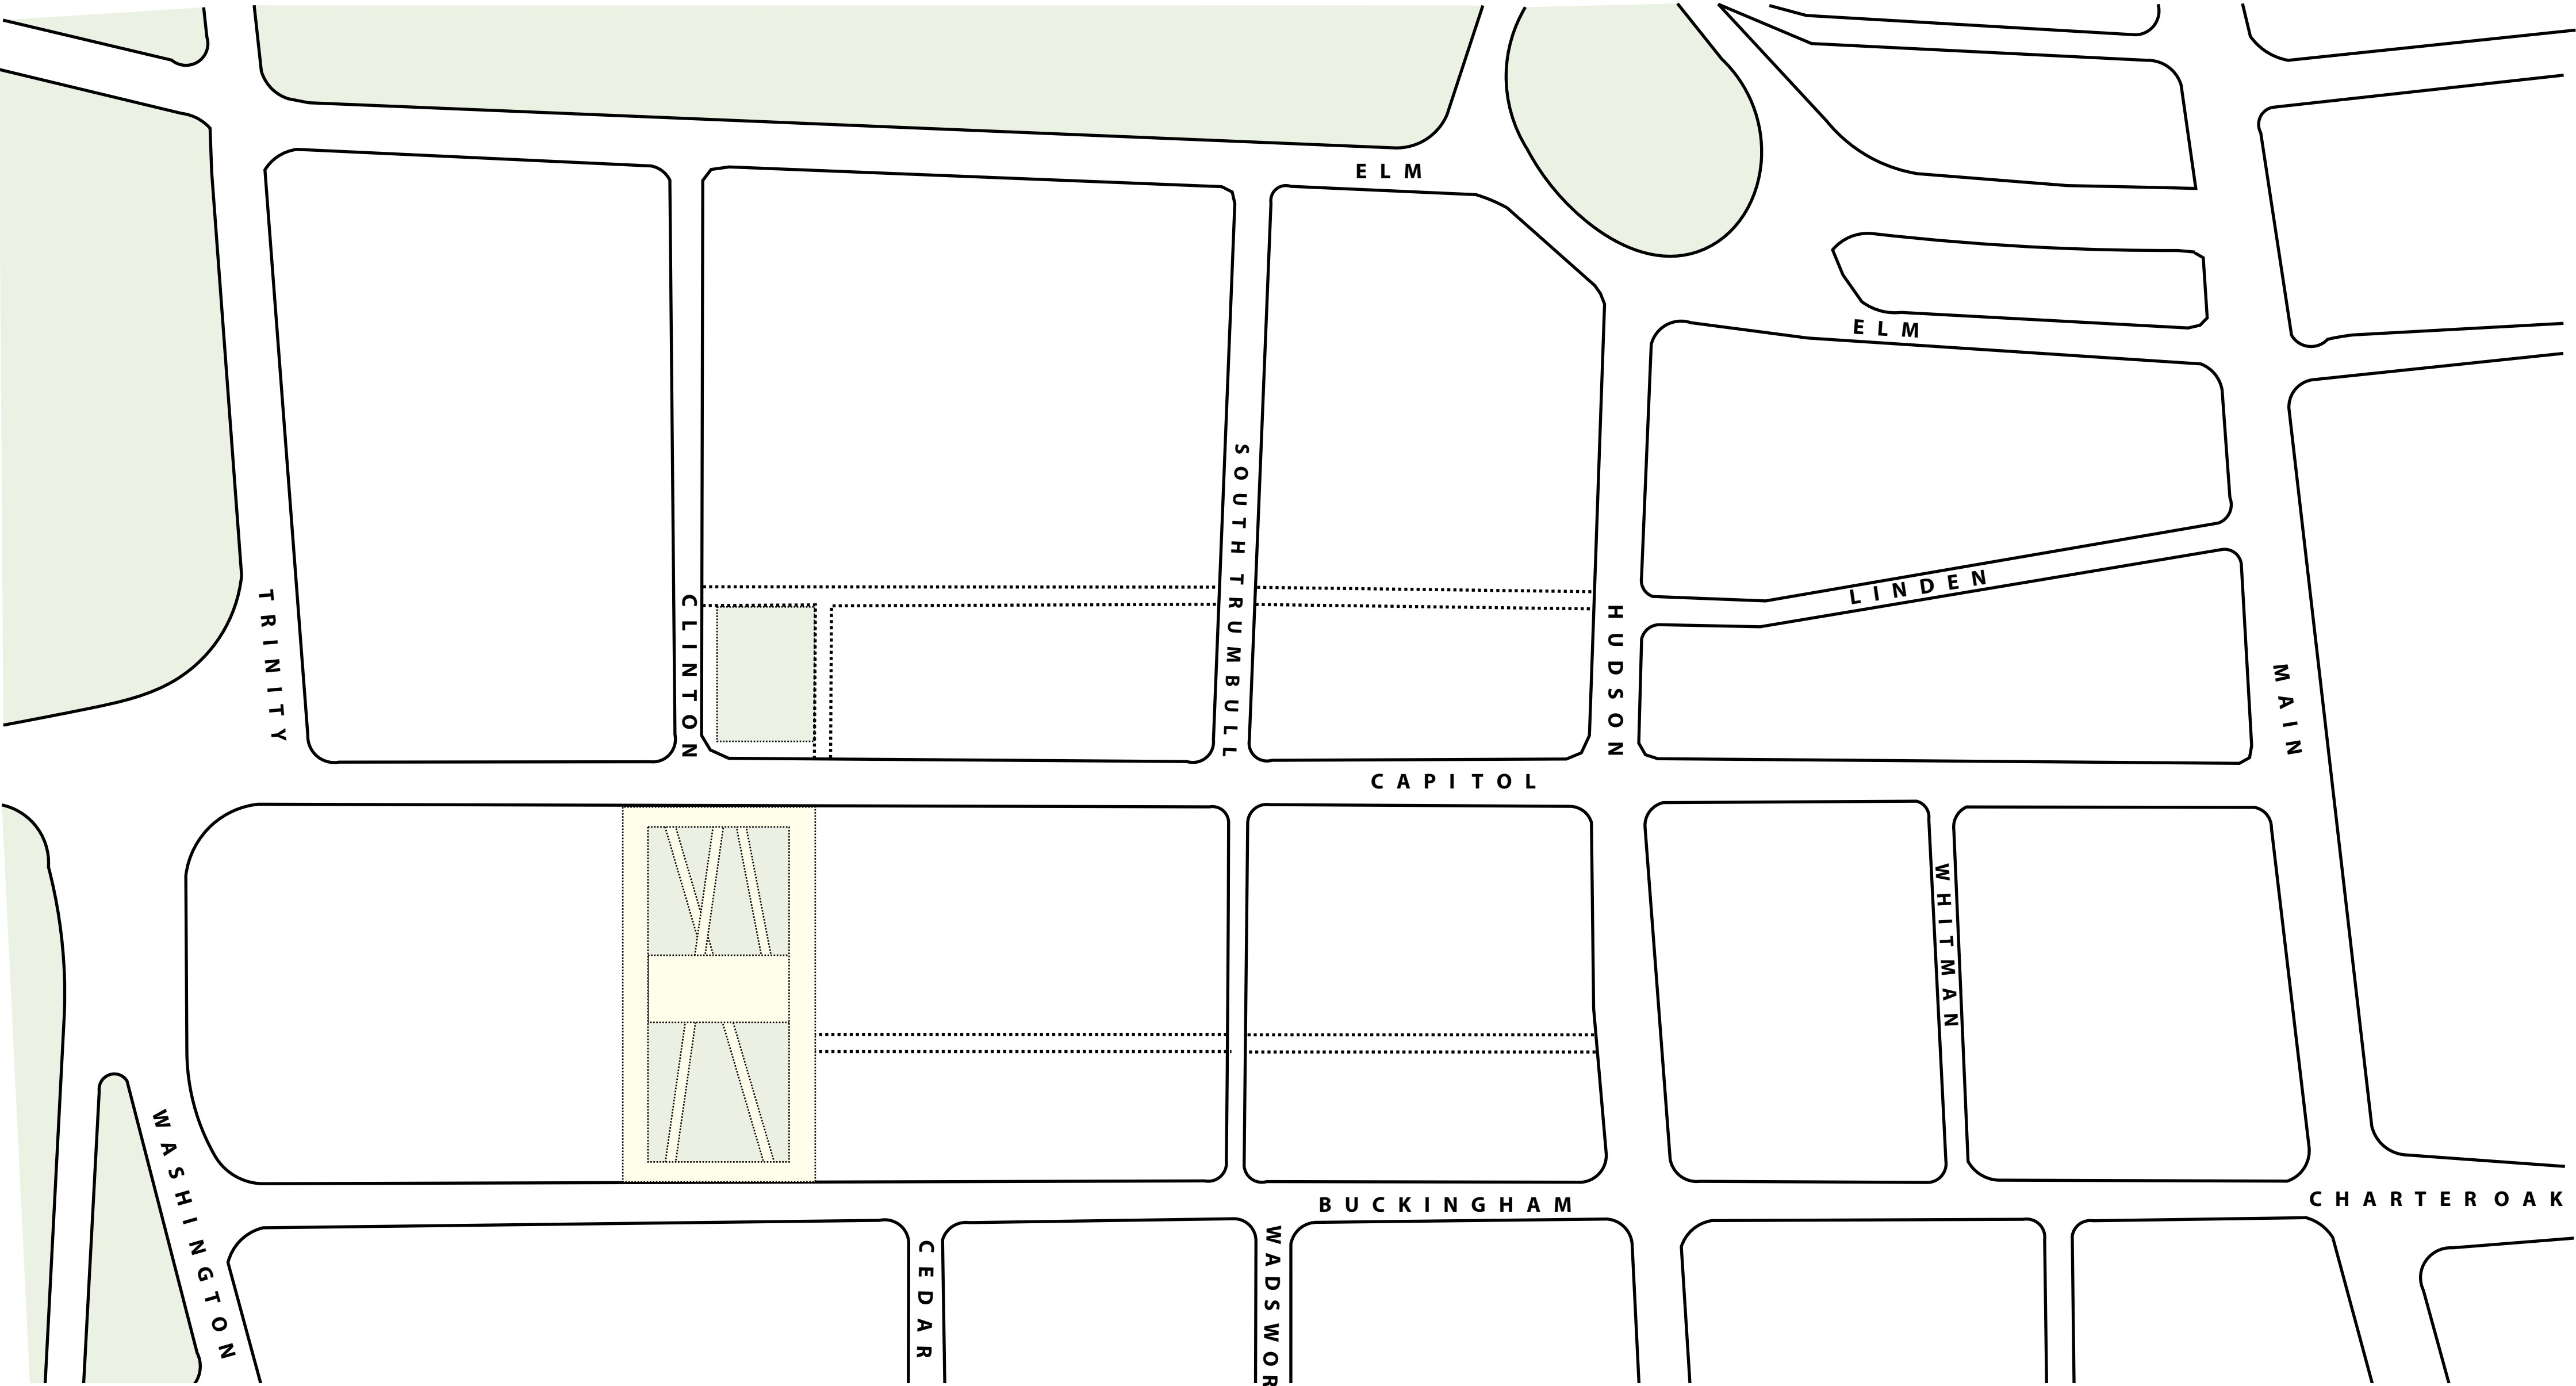 ELM
ELM
SOUTH TRUMBULL
LINDEN
TRINITY
CLINTON
HUDSON
MAIN
CAPITOL
WHITMAN
WASHINGTON
BUCKINGHAM
CHARTER OAK
CEDAR
WADSWOR